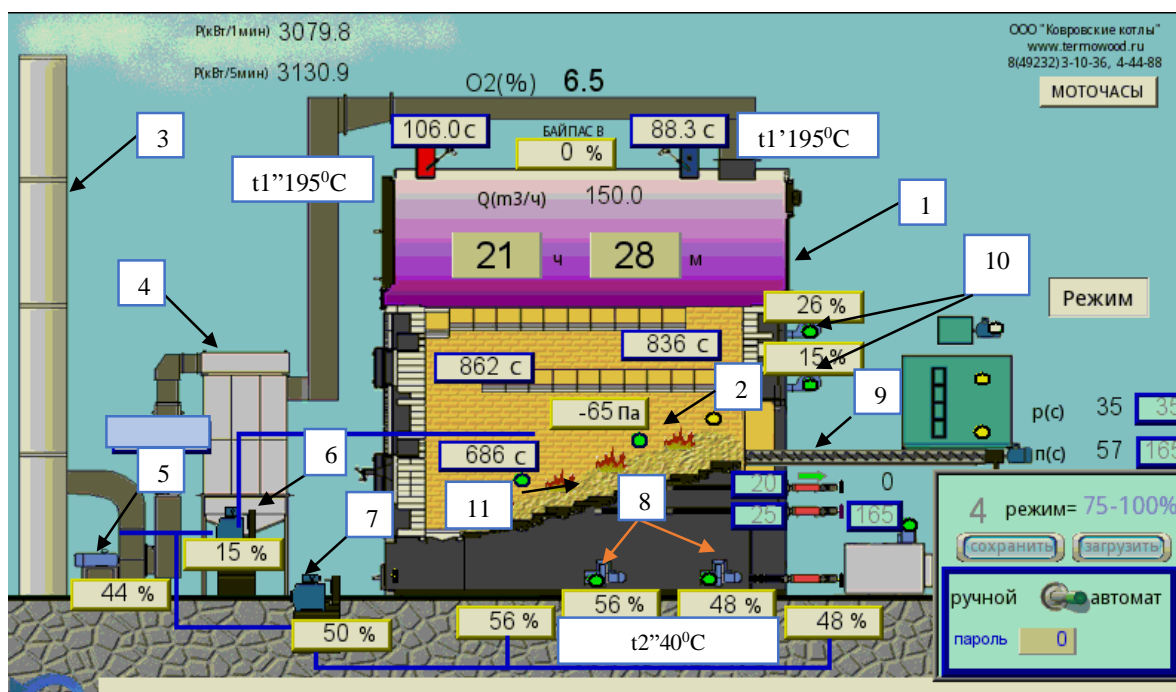 P(кВт/1мин) 3079.8
ООО "Ковровские котлы"
www.termowood.ru
8(49232) 3-10-36, 4-44-88
P(кВт/5мин) 3130.9
O2(%) 6.5
МОТОЧАСЫ
3
106.0 c
БАЙПАС В
0 %
88.3 c
t1'195⁰C
t1"195⁰C
Q(m3/ч) 150.0
1
21 ч 28 м
10
4
26 %
Режим
836 c
15 %
862 c
2
9
-65 Па
p(c) 35 35
6
686 c
п(c) 57 165
5
7
11
8
20
0
25
165
4 режим= 75-100%
сохранить загрузить
15 %
44 %
56 %
48 %
ручной автомат
50 %
56 %
t2"40⁰C
48 %
пароль 0